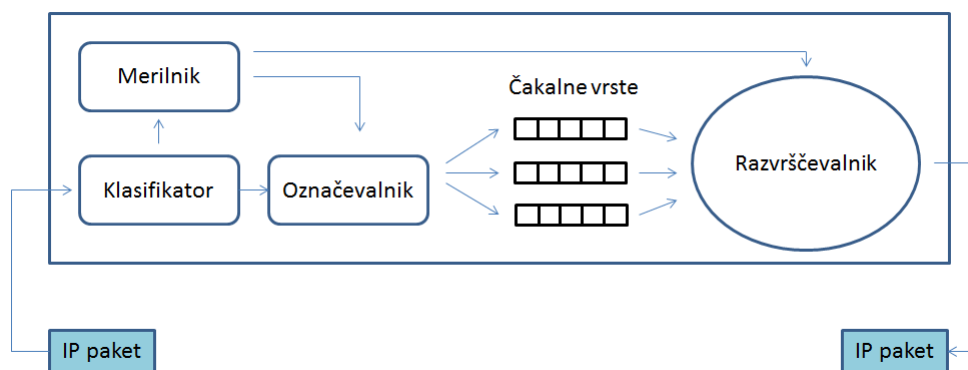 Merilnik
Čakalne vrste
Klasifikator
Označevalnik
Razvrščevalnik
IP paket
IP paket